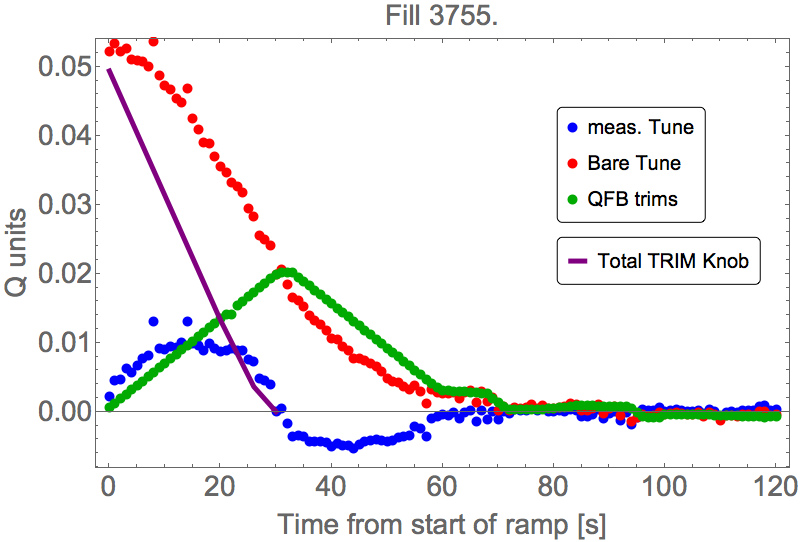 Fill 3755.
0.05
0.04
0.03
0.02
0.01
0.00
Q units
meas. Tune
Bare Tune
QFB trims
Total TRIM Knob
0 20 40 60 80 100 120
Time from start of ramp [s]